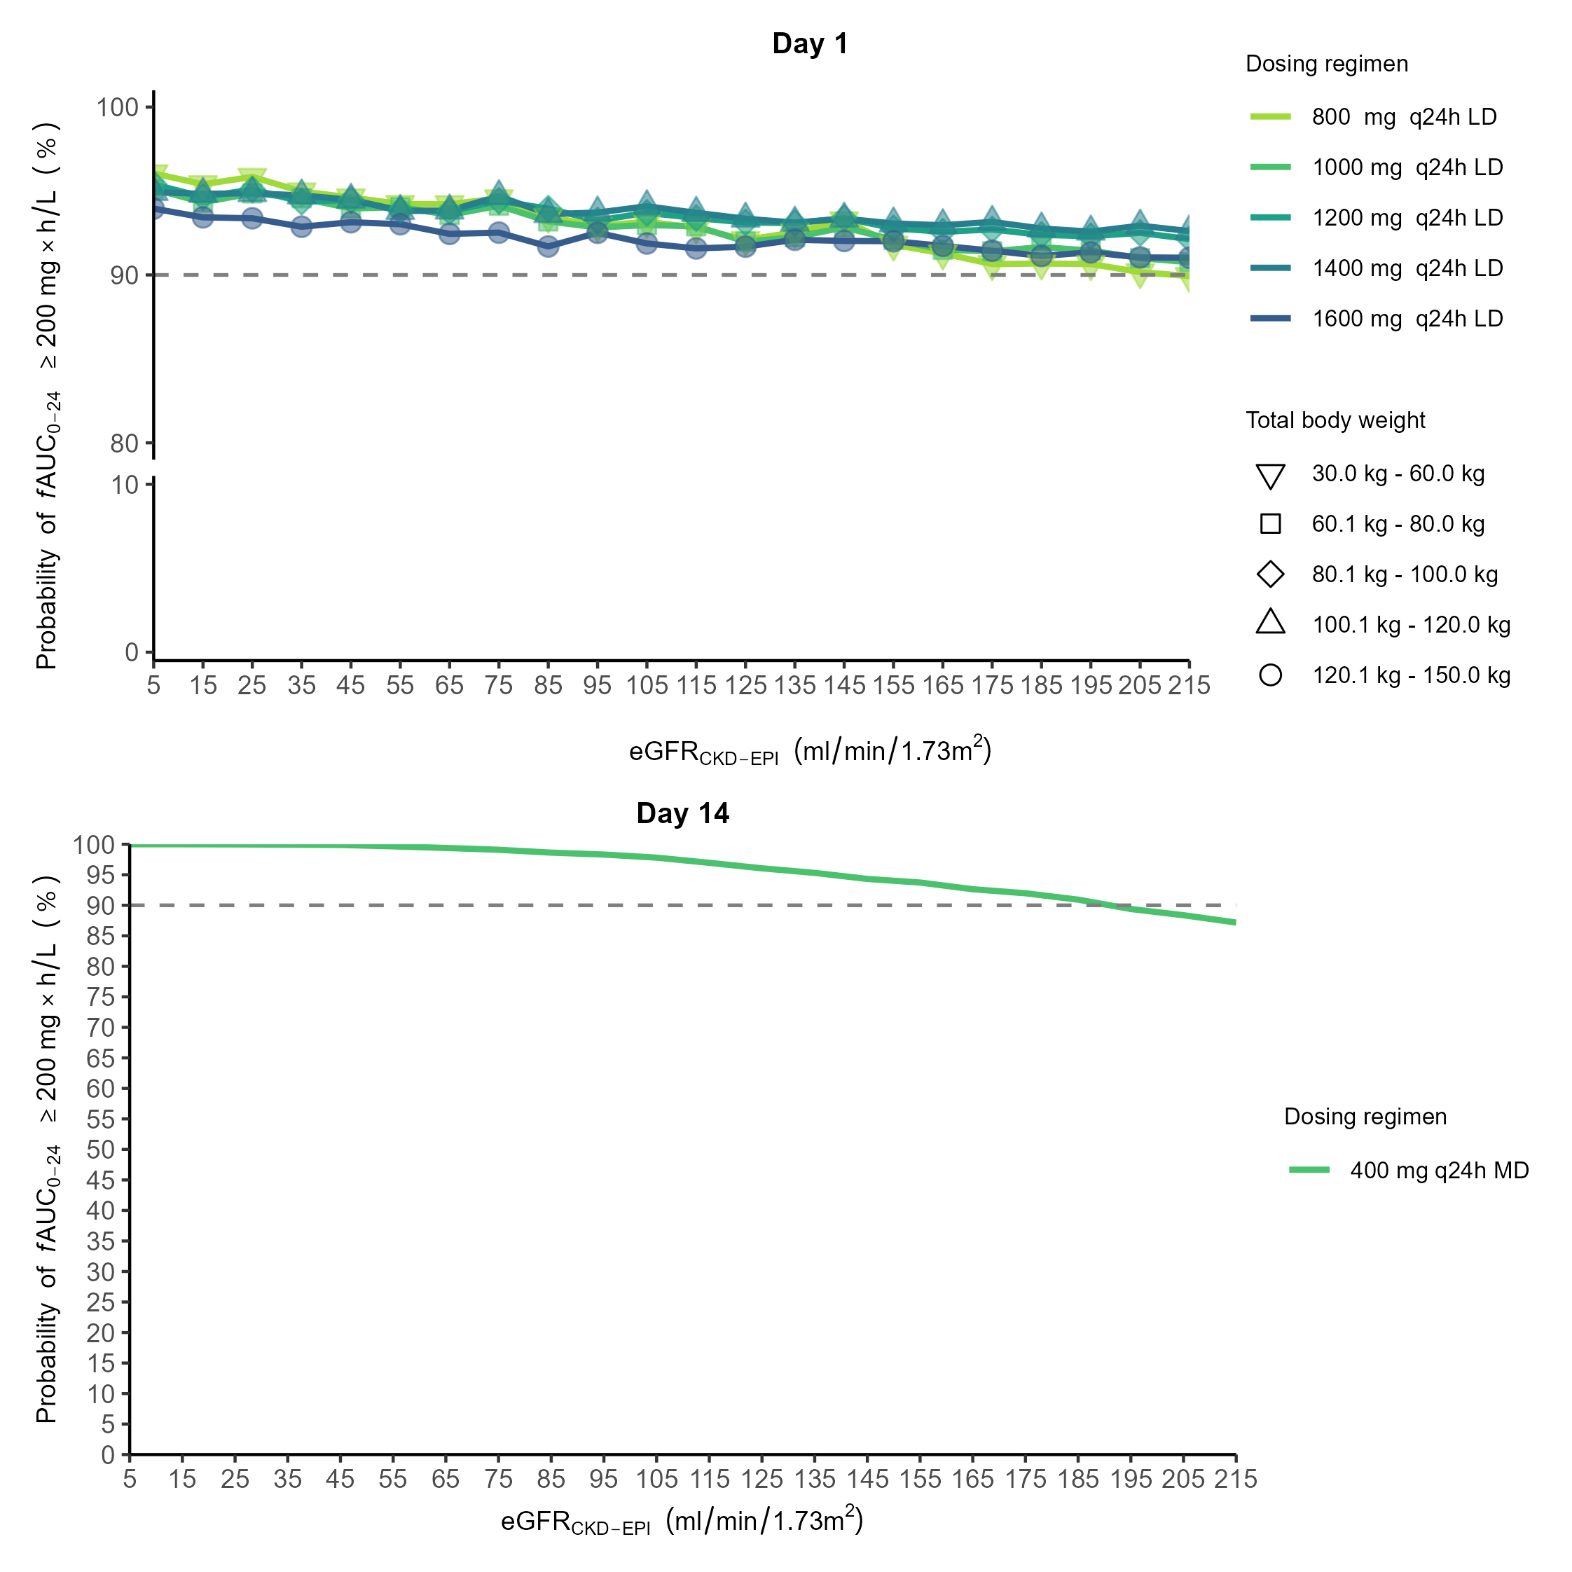 Day 1
Probability of fAUC0−24 ≥ 200 mg × h/L ( % )
100
90
80
10
0
5 15 25 35 45 55 65 75 85 95 105 115 125 135 145 155 165 175 185 195 205 215
eGFRCKD−EPI (ml/min/1.73m2)
Dosing regimen
800 mg q24h LD
1000 mg q24h LD
1200 mg q24h LD
1400 mg q24h LD
1600 mg q24h LD
Total body weight
30.0 kg - 60.0 kg
60.1 kg - 80.0 kg
80.1 kg - 100.0 kg
100.1 kg - 120.0 kg
120.1 kg - 150.0 kg
Day 14
Probability of fAUC0−24 ≥ 200 mg × h/L ( % )
100
95
90
85
80
75
70
65
60
55
50
45
40
35
30
25
20
15
10
5
0
5 15 25 35 45 55 65 75 85 95 105 115 125 135 145 155 165 175 185 195 205 215
eGFRCKD−EPI (ml/min/1.73m2)
Dosing regimen
400 mg q24h MD